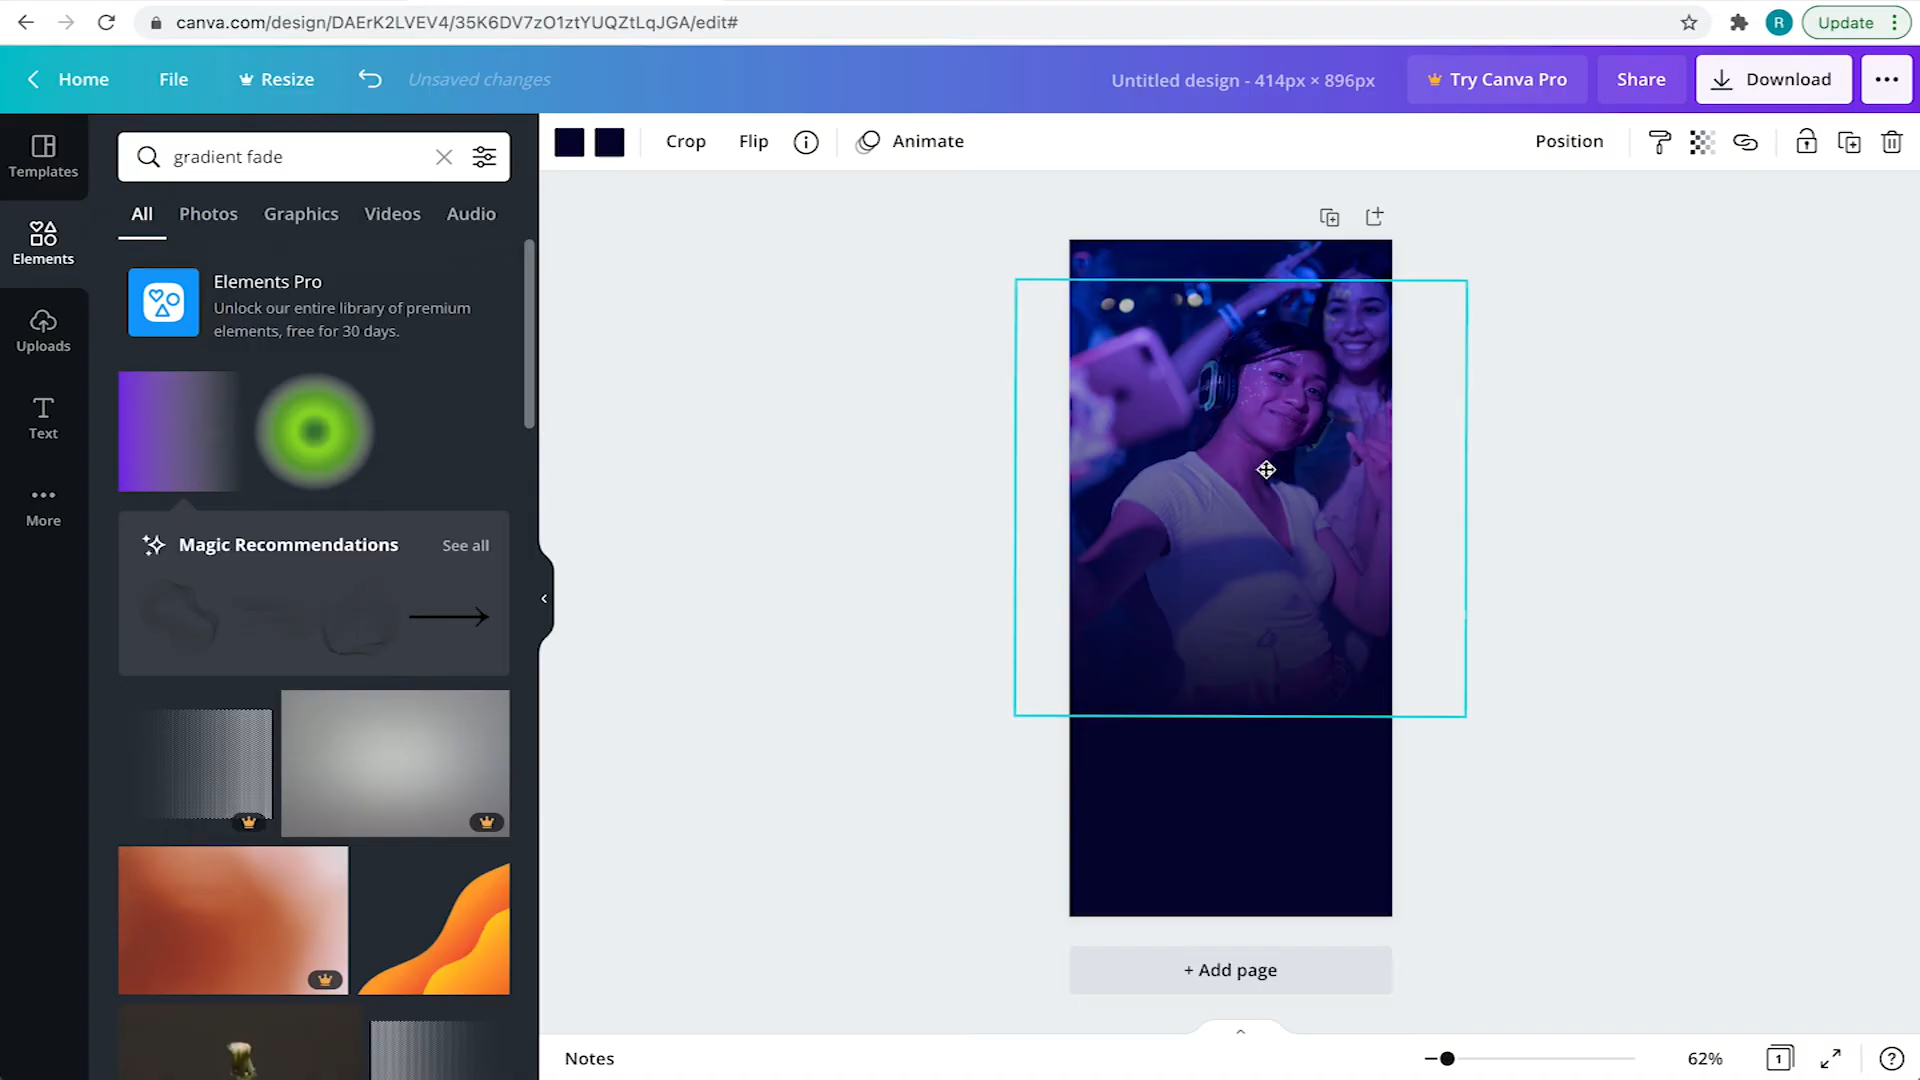 canva.com/design/DAErK2LVEV4/35K6DV7zO1ztYUQZtLqJGA/edit#
R
Update
Home
File
Resize
Unsaved changes
Untitled design - 414px × 896px
Try Canva Pro
Share
Download
Templates
Elements
Uploads
Text
More
gradient fade
All
Photos
Graphics
Videos
Audio
Elements Pro
Unlock our entire library of premium
elements, free for 30 days.
Magic Recommendations
See all
Crop
Flip
Animate
Position
+ Add page
Notes
62%
1